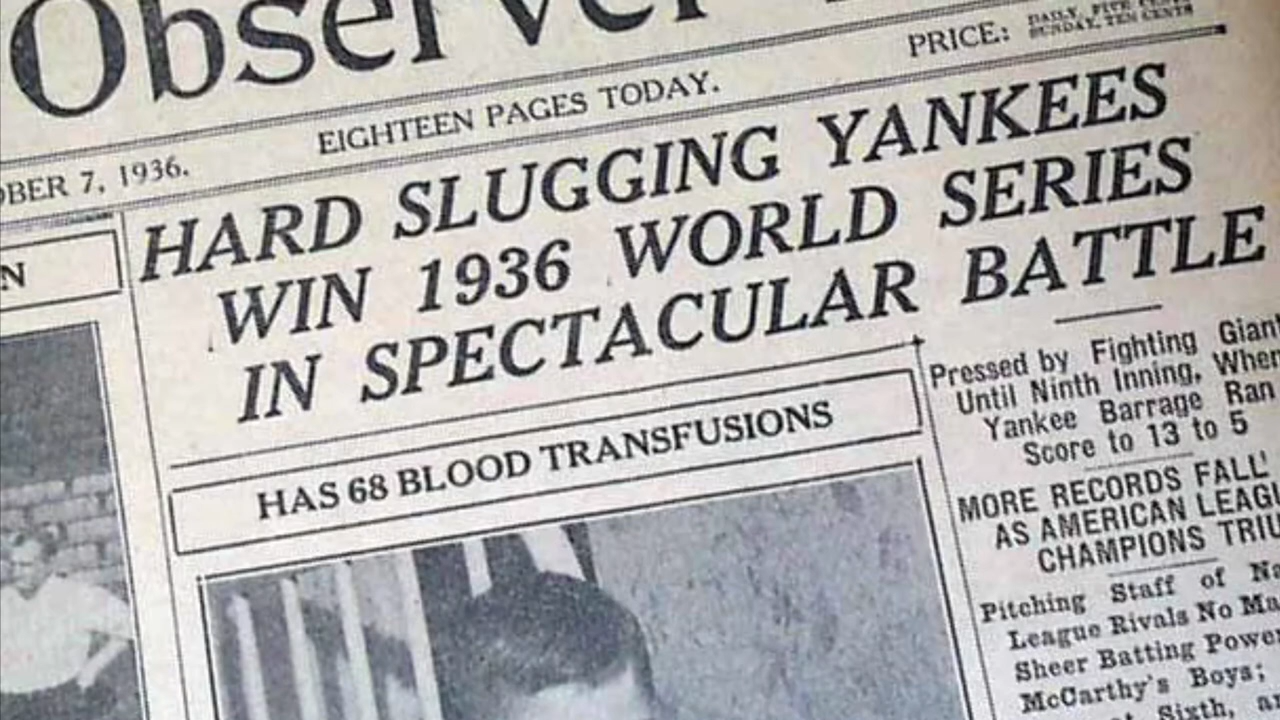 Observer
PRICE: DAILY, FIVE CENTS
SUNDAY, TEN CENTS
OBER 7, 1936.
EIGHTEEN PAGES TODAY.
HARD SLUGGING YANKEES
WIN 1936 WORLD SERIES
IN SPECTACULAR BATTLE
N
HAS 68 BLOOD TRANSFUSIONS
Pressed by Fighting Giant
Until Ninth Inning, When
Yankee Barrage Ran
Score to 13 to 5
MORE RECORDS FALL
AS AMERICAN LEAGU
CHAMPIONS TRIU
Pitching Staff of Na
League Rivals No Ma
Sheer Batting Power
McCarthy's Boys;
Sixth, a